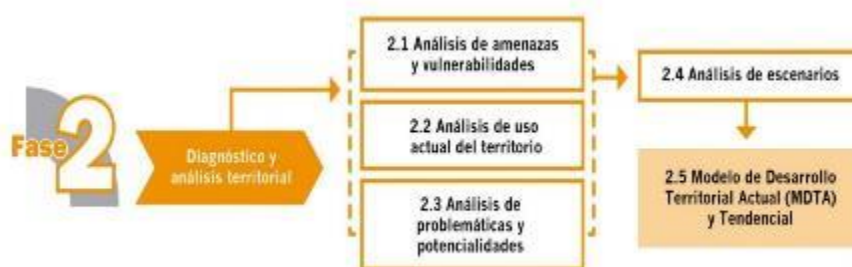 Fase 2
Diagnóstico y
análisis territorial
2.1 Análisis de amenazas
y vulnerabilidades
2.2 Análisis de uso
actual del territorio
2.3 Análisis de
problemáticas y
potencialidades
2.4 Análisis de escenarios
2.5 Modelo de Desarrollo
Territorial Actual (MDTA)
y Tendencial